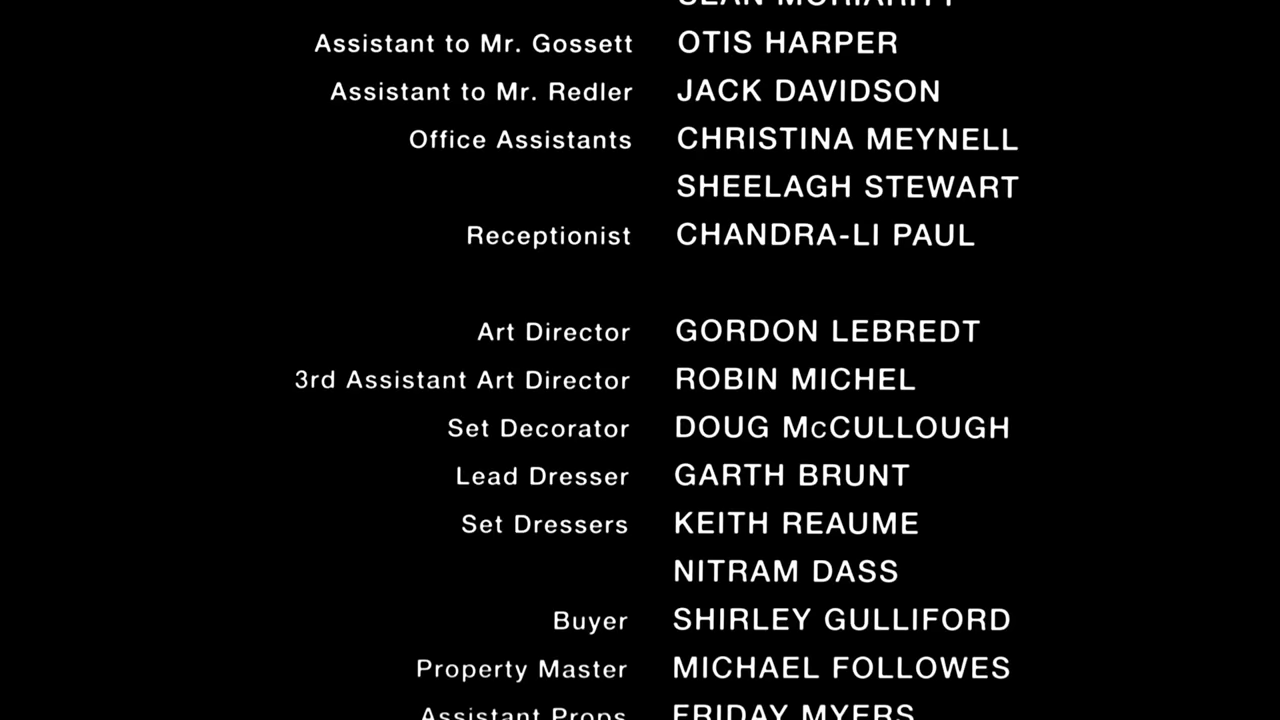 SEAN MORIARITY
Assistant to Mr. Gossett OTIS HARPER
Assistant to Mr. Redler JACK DAVIDSON
Office Assistants CHRISTINA MEYNELL
SHEELAGH STEWART
Receptionist CHANDRA-LI PAUL
Art Director GORDON LEBREDT
3rd Assistant Art Director ROBIN MICHEL
Set Decorator DOUG McCULLOUGH
Lead Dresser GARTH BRUNT
Set Dressers KEITH REAUME
NITRAM DASS
Buyer SHIRLEY GULLIFORD
Property Master MICHAEL FOLLOWES
Assistant Props FRIDAY MYERS